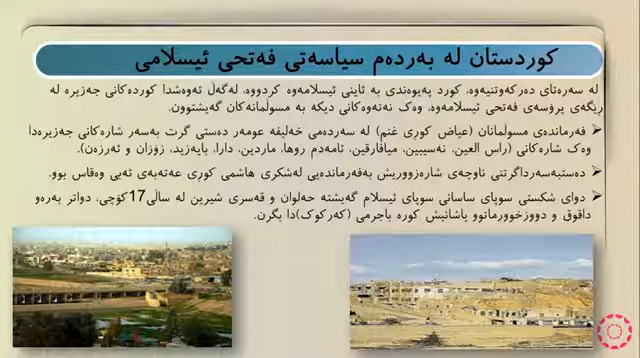 کوردستان لە بەردەم سیاسەتی فەتحی ئیسلامی
لە سەرەتای دەرکەوتنیەوە، کورد پەیوەندی بە ئاینی ئیسلامەوە کردووە، لەگەڵ ئەوەشدا کوردەکانی جەزیرە لە
ڕیگەی پرۆسەی فەتحی ئیسلامەوە، وەک نەتەوەکانی دیکە بە مسوڵمانەکان گەیشتوون.
فەرماندەی مسوڵمانان (عیاض کوری غنم) لە سەردەمی خەلیفە عومەر دەستی گرت بەسەر شارەکانی جەزیرەدا
وەک شارەکانی (راس العین، نەسیبین، میافارقین، ئامەدم روها، ماردین، دارا، بایەزید، زۆزان و ئەرزەن).
دەستبەسەرداگرتنی ناوچەی شارەزووریش بەفەرماندەیی لەشکری هاشمی کوری عەتەبەی ئەبی وەقاس بوو.
دوای شکستی سوپای ساسانی سوپای ئیسلام گەیشتە حەلوان و قەسری شیرین لە ساڵی 17کۆچی، دواتر بەرەو
داقوق و دووزخوورماتوو پاشانیش کورە باجرمی (کەرکوک)دا بگرن.